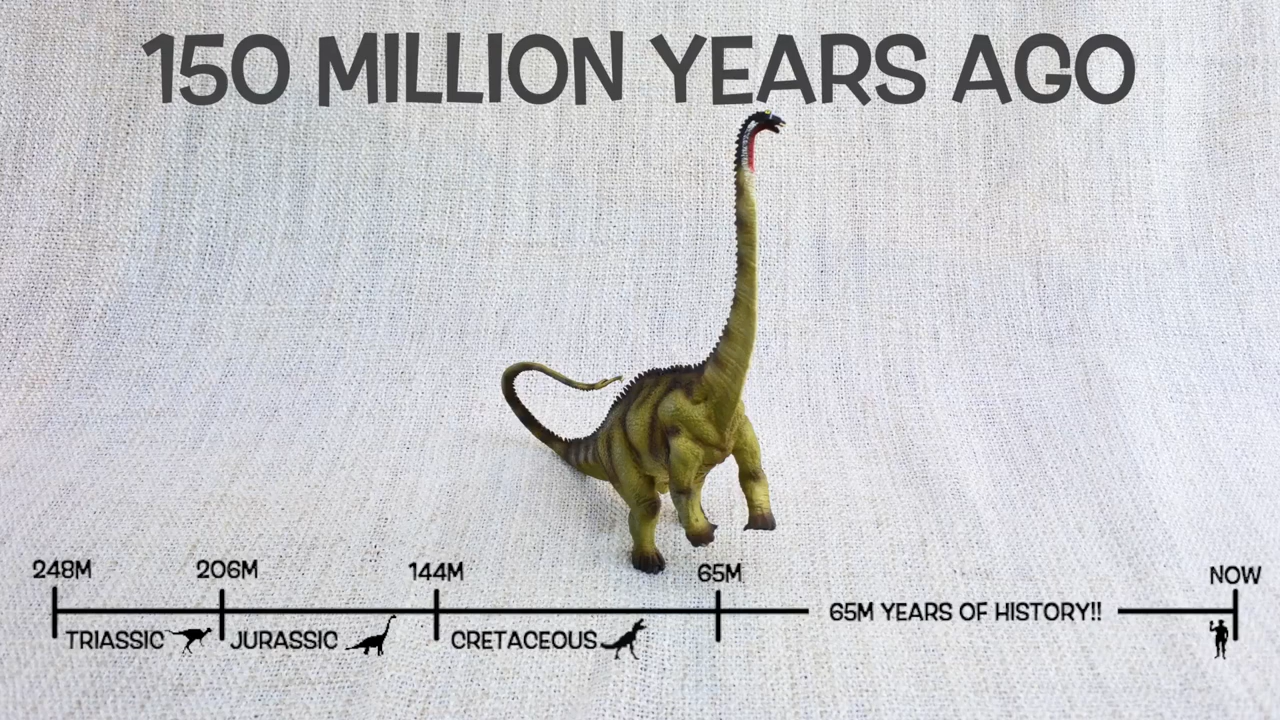 150 MILLION YEARS AGO
248M 206M 144M 65M NOW
65M YEARS OF HISTORY!!
TRIASSIC JURASSIC CRETACEOUS